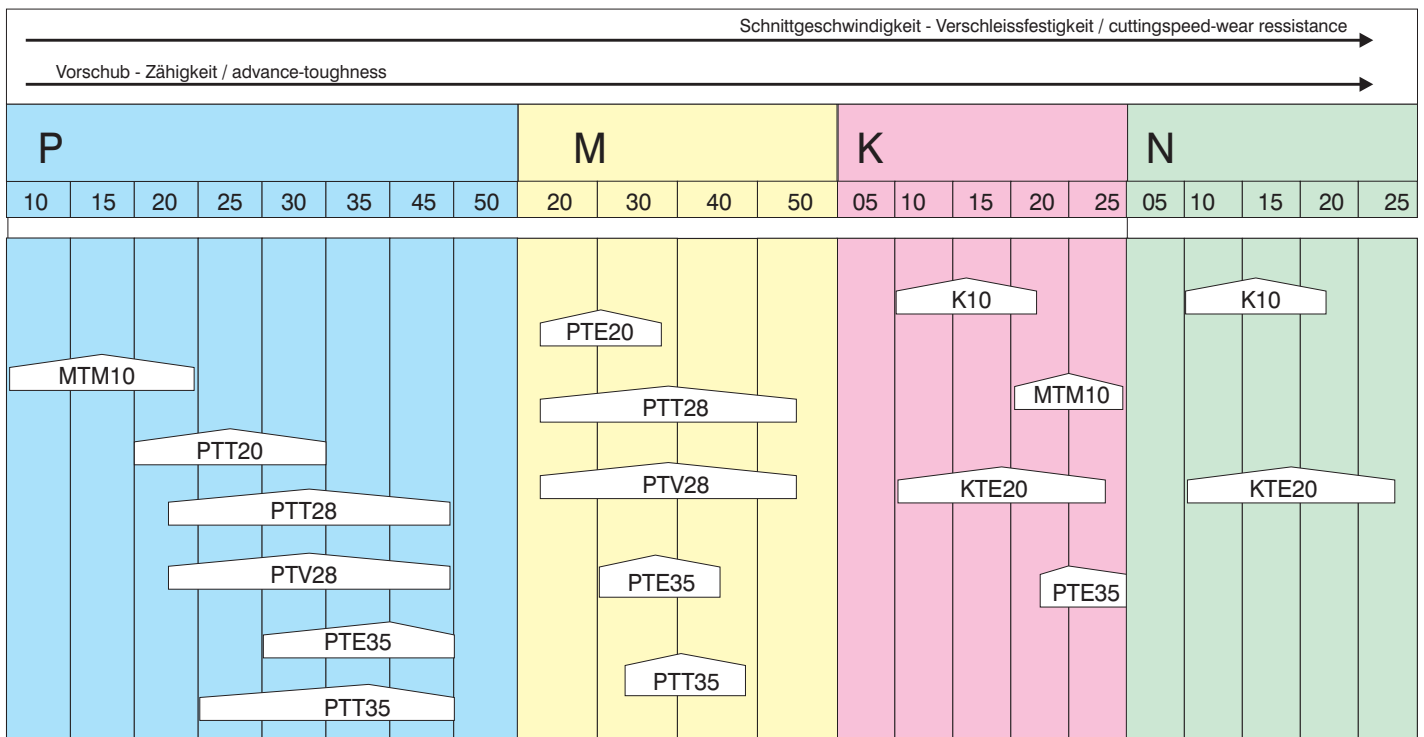 Schnittgeschwindigkeit - Verschleissfestigkeit / cuttingspeed-wear ressistance
Vorschub - Zähigkeit / advance-toughness
P M K N
10 15 20 25 30 35 45 50 20 30 40 50 05 10 15 20 25 05 10 15 20 25
K10 K10
PTE20
MTM10 MTM10
PTT28
PTT20
PTV28 KTE20 KTE20
PTT28
PTV28 PTE35 PTE35
PTE35
PTT35
PTT35